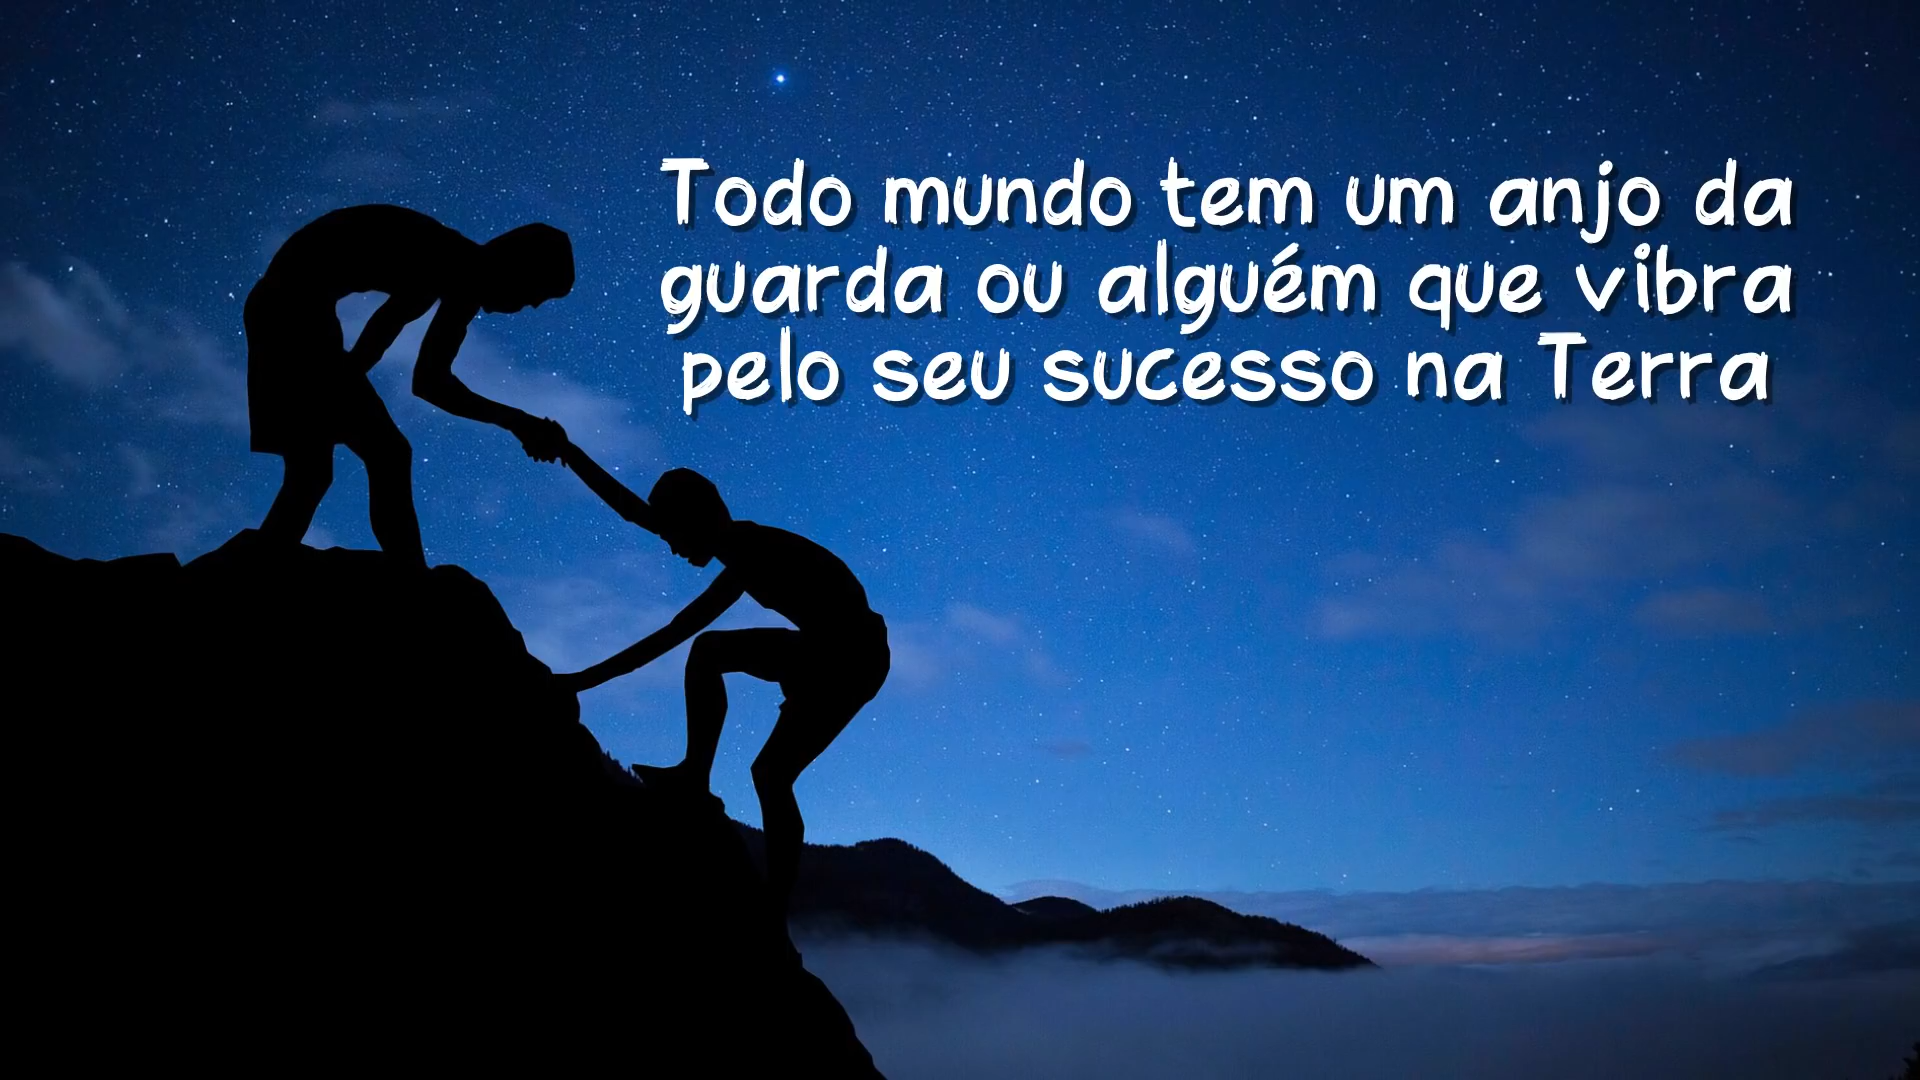 Todo mundo tem um anjo da
guarda ou alguém que vibra
pelo seu sucesso na Terra